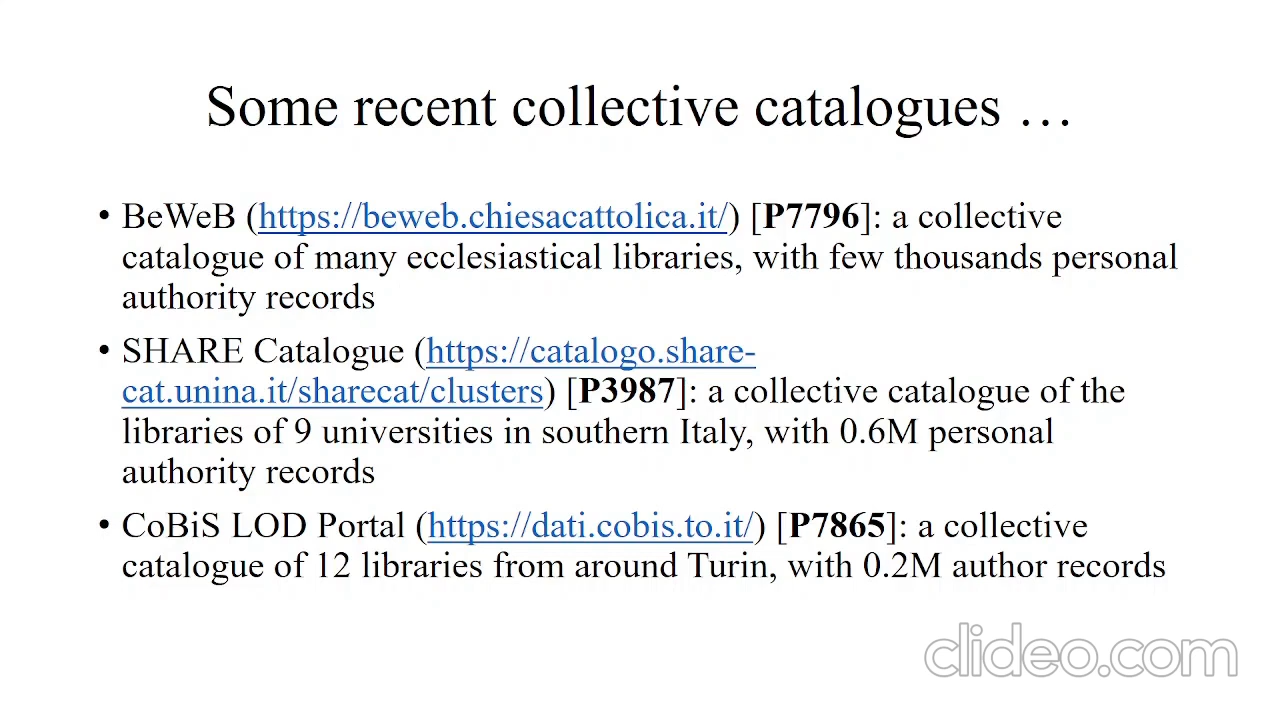 Some recent collective catalogues …
• BeWeB (https://beweb.chiesacattolica.it/) [P7796]: a collective
catalogue of many ecclesiastical libraries, with few thousands personal
authority records
• SHARE Catalogue (https://catalogo.share-
cat.unina.it/sharecat/clusters) [P3987]: a collective catalogue of the
libraries of 9 universities in southern Italy, with 0.6M personal
authority records
• CoBiS LOD Portal (https://dati.cobis.to.it/) [P7865]: a collective
catalogue of 12 libraries from around Turin, with 0.2M author records
clideo.com